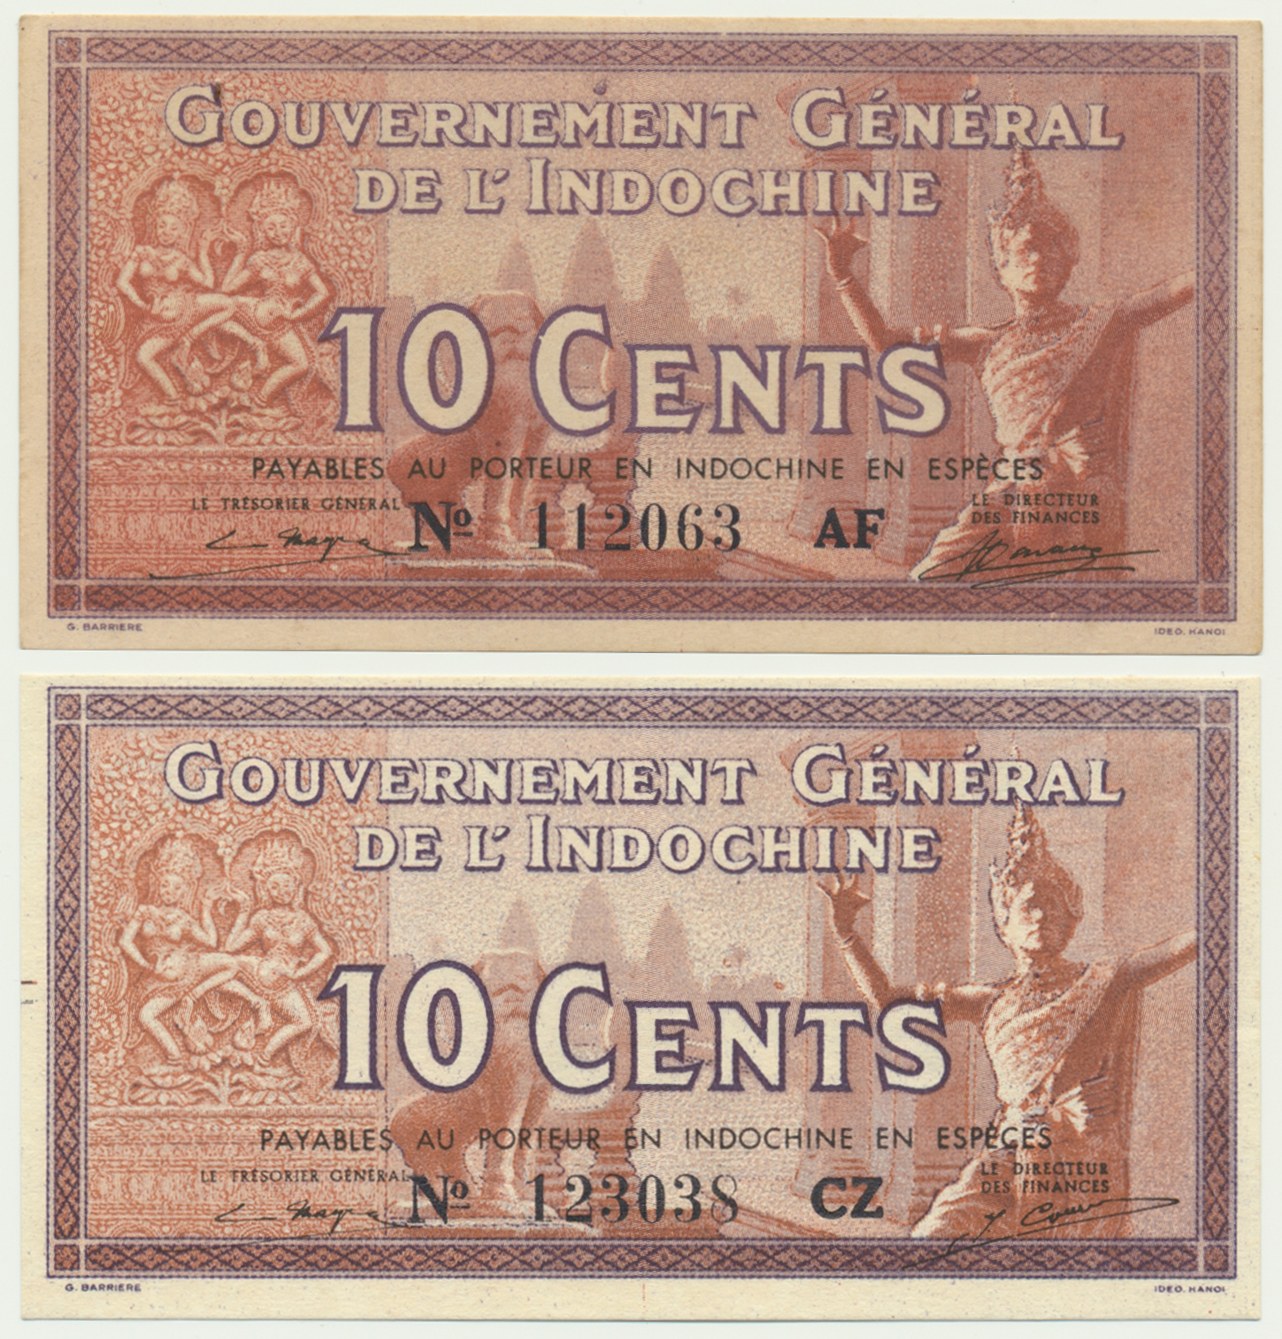 GOUVERNEMENT GÉNÉRAL
DE L'INDOCHINE
10 CENTS
PAYABLES AU PORTEUR EN INDOCHINE EN ESPÈCES
LE TRÉSORIER GÉNÉRAL
LE DIRECTEUR
DES FINANCES
Nº 112063 AF
G. BARRIERE
IDEO. HANOI
GOUVERNEMENT GÉNÉRAL
DE L'INDOCHINE
10 CENTS
PAYABLES AU PORTEUR EN INDOCHINE EN ESPÈCES
LE TRÉSORIER GÉNÉRAL
LE DIRECTEUR
DES FINANCES
Nº 123038 CZ
G. BARRIERE
IDEO. HANOI